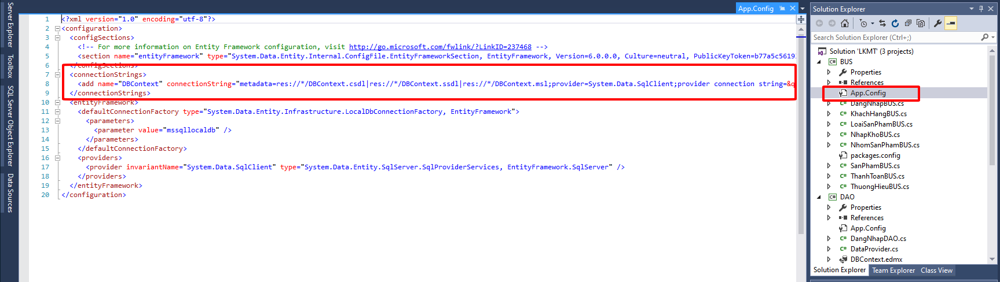 Server Explorer
Toolbox
SQL Server Object Explorer
Data Sources
App.Config
1 <?xml version="1.0" encoding="utf-8"?>
2 <configuration>
3 <configSections>
4 <!-- For more information on Entity Framework configuration, visit http://go.microsoft.com/fwlink/?LinkID=237468 -->
5 <section name="entityFramework" type="System.Data.Entity.Internal.ConfigFile.EntityFrameworkSection, EntityFramework, Version=6.0.0.0, Culture=neutral, PublicKeyToken=b77a5c5619
6 </configSections>
7 <connectionStrings>
8 <add name="DBContext" connectionString="metadata=res://*/DBContext.csdl|res://*/DBContext.ssdl|res://*/DBContext.msl;provider=System.Data.SqlClient;provider connection string=&q
9 </connectionStrings>
10 <entityFramework>
11 <defaultConnectionFactory type="System.Data.Entity.Infrastructure.LocalDbConnectionFactory, EntityFramework">
12 <parameters>
13 <parameter value="mssqllocaldb" />
14 </parameters>
15 </defaultConnectionFactory>
16 <providers>
17 <provider invariantName="System.Data.SqlClient" type="System.Data.Entity.SqlServer.SqlProviderServices, EntityFramework.SqlServer" />
18 </providers>
19 </entityFramework>
20 </configuration>
Solution Explorer
Search Solution Explorer (Ctrl+;)
Solution 'LKMT' (3 projects)
C# BUS
Properties
References
App.Config
C# DangNhapBUS.cs
C# KhachHangBUS.cs
C# LoaiSanPhamBUS.cs
C# NhapKhoBUS.cs
C# NhomSanPhamBUS.cs
packages.config
C# SanPhamBUS.cs
C# ThanhToanBUS.cs
C# ThuongHieuBUS.cs
C# DAO
Properties
References
App.Config
C# DangNhapDAO.cs
C# DataProvider.cs
DBContext.edmx
Solution Explorer Team Explorer Class View